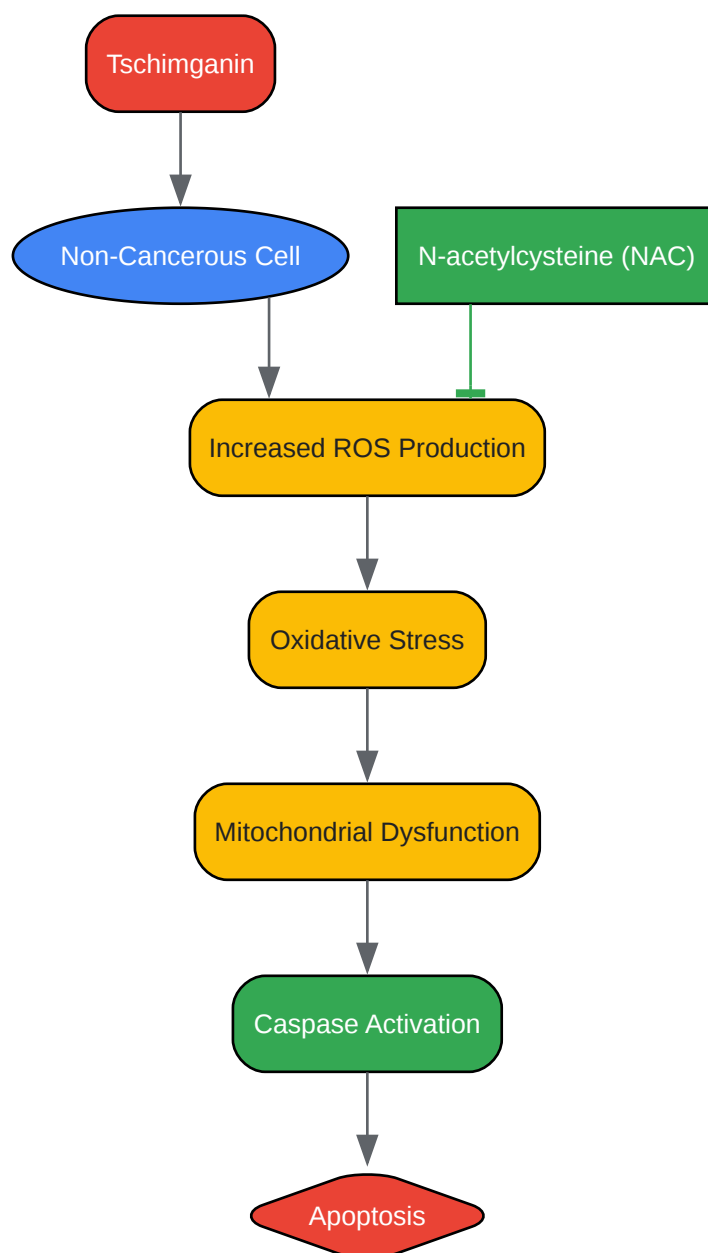 Tschimganin
Non-Cancerous Cell
N-acetylcysteine (NAC)
Increased ROS Production
Oxidative Stress
Mitochondrial Dysfunction
Caspase Activation
Apoptosis